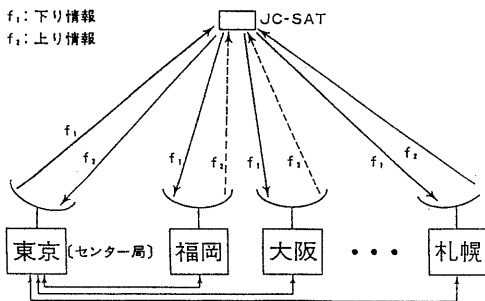 f₁：下り情報
f₂：上り情報
JC-SAT
f₁
f₂
f₁
f₂
f₁
f₂
f₁
f₂
東京〔センター局〕
福岡
大阪
・・・
札幌